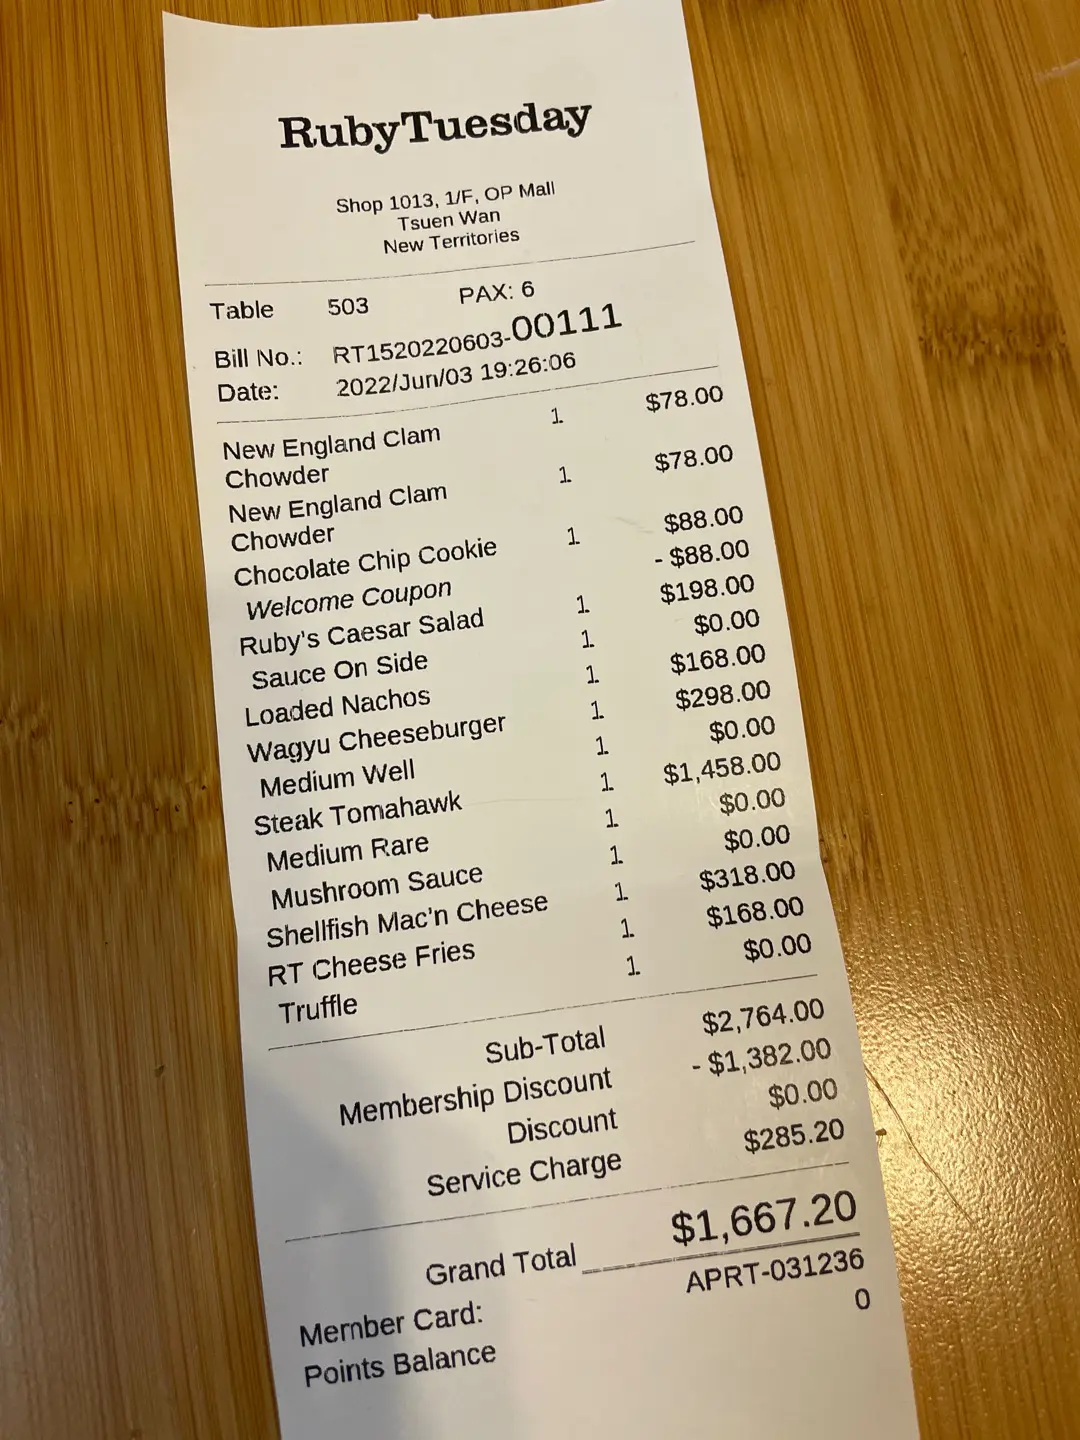 RubyTuesday
Shop 1013, 1/F, OP Mall
Tsuen Wan
New Territories
Table 503 PAX: 6
Bill No.: RT1520220603-00111
Date: 2022/Jun/03 19:26:06
New England Clam 1 $78.00
Chowder
New England Clam 1 $78.00
Chowder
Chocolate Chip Cookie 1 $88.00
Welcome Coupon - $88.00
Ruby's Caesar Salad 1 $198.00
Sauce On Side 1 $0.00
Loaded Nachos 1 $168.00
Wagyu Cheeseburger 1 $298.00
Medium Well 1 $0.00
Steak Tomahawk 1 $1,458.00
Medium Rare 1 $0.00
Mushroom Sauce 1 $0.00
Shellfish Mac'n Cheese 1 $318.00
RT Cheese Fries 1 $168.00
Truffle 1 $0.00
Sub-Total $2,764.00
Membership Discount - $1,382.00
Discount $0.00
Service Charge $285.20
Grand Total $1,667.20
Member Card: APRT-031236
Points Balance 0